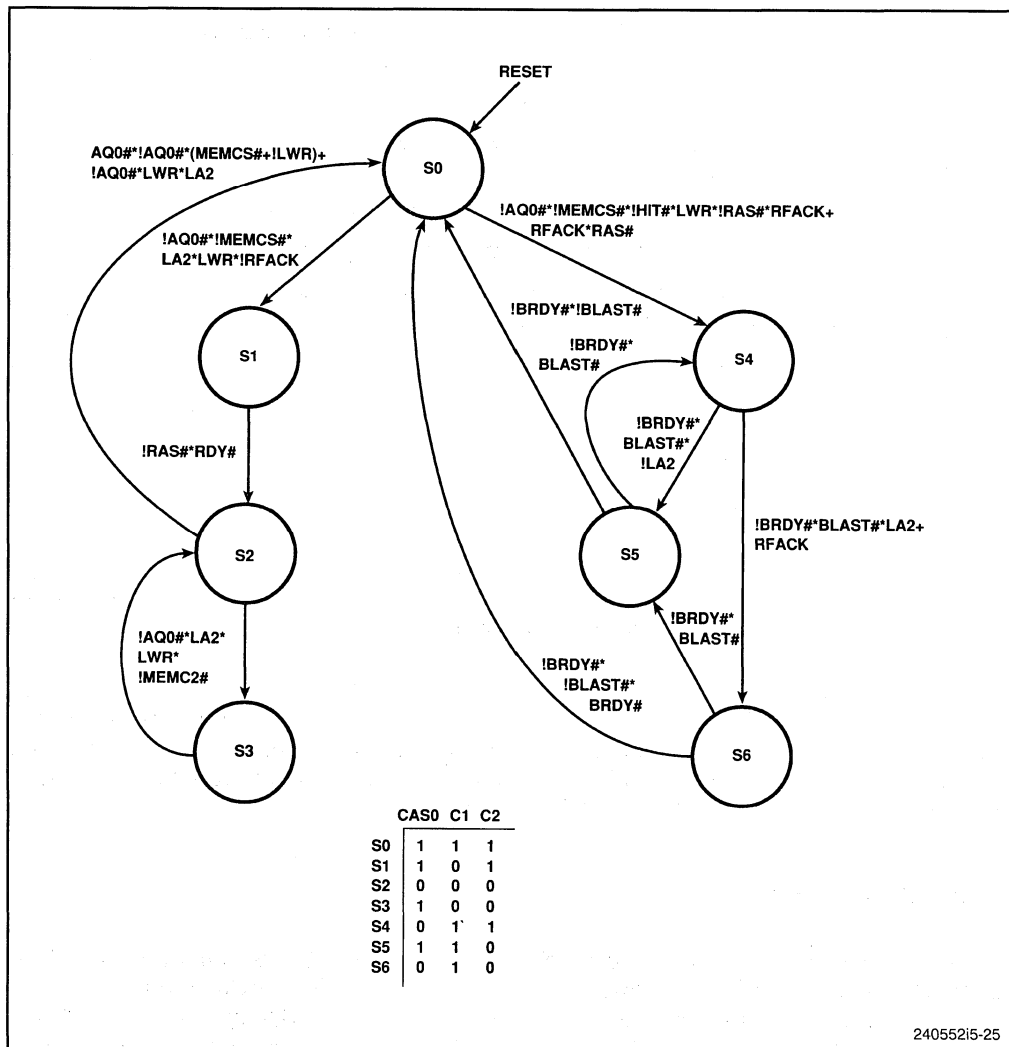 RESET
AQ0#*!AQ0#*(MEMCS#+!LWR)+
!AQ0#*LWR*LA2
S0
!AQ0#*!MEMCS#*!HIT#*LWR*!RAS#*RFACK+
RFACK*RAS#
!AQ0#*!MEMCS#*
LA2*LWR*!RFACK
!BRDY#*!BLAST#
S1
!BRDY#*
BLAST#
S4
!RAS#*RDY#
!BRDY#*
BLAST#*
!LA2
S2
S5
!BRDY#*BLAST#*LA2+
RFACK
!AQ0#*LA2*
LWR*
!MEMC2#
!BRDY#*
BLAST#
!BRDY#*
!BLAST#*
BRDY#
S3
S6
CAS0 C1 C2
S0 1 1 1
S1 1 0 1
S2 0 0 0
S3 1 0 0
S4 0 1 1
S5 1 1 0
S6 0 1 0
240552i5-25